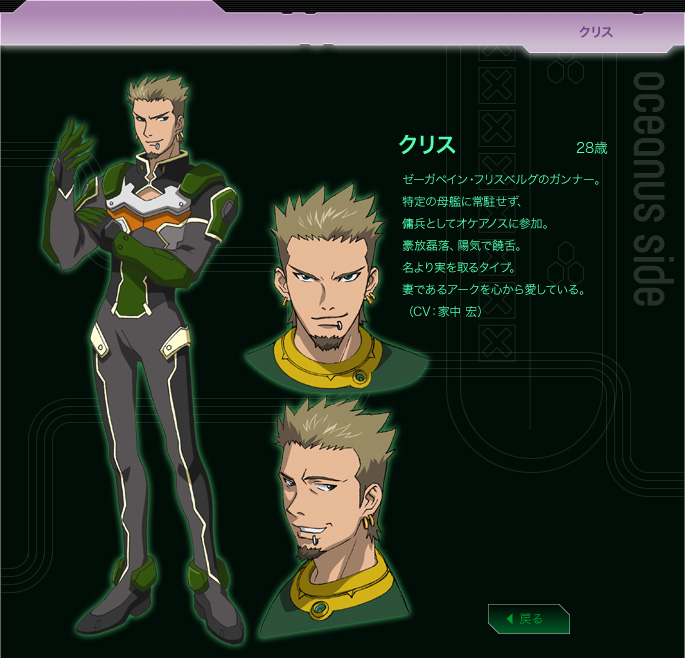 クリス
クリス 28歳
ゼーガペイン・フリスベルグのガンナー。
特定の母艦に常駐せず、
傭兵としてオケアノスに参加。
豪放磊落、陽気で饒舌。
名より実を取るタイプ。
妻であるアークを心から愛している。
(CV:家中 宏)
oceanus side
戻る